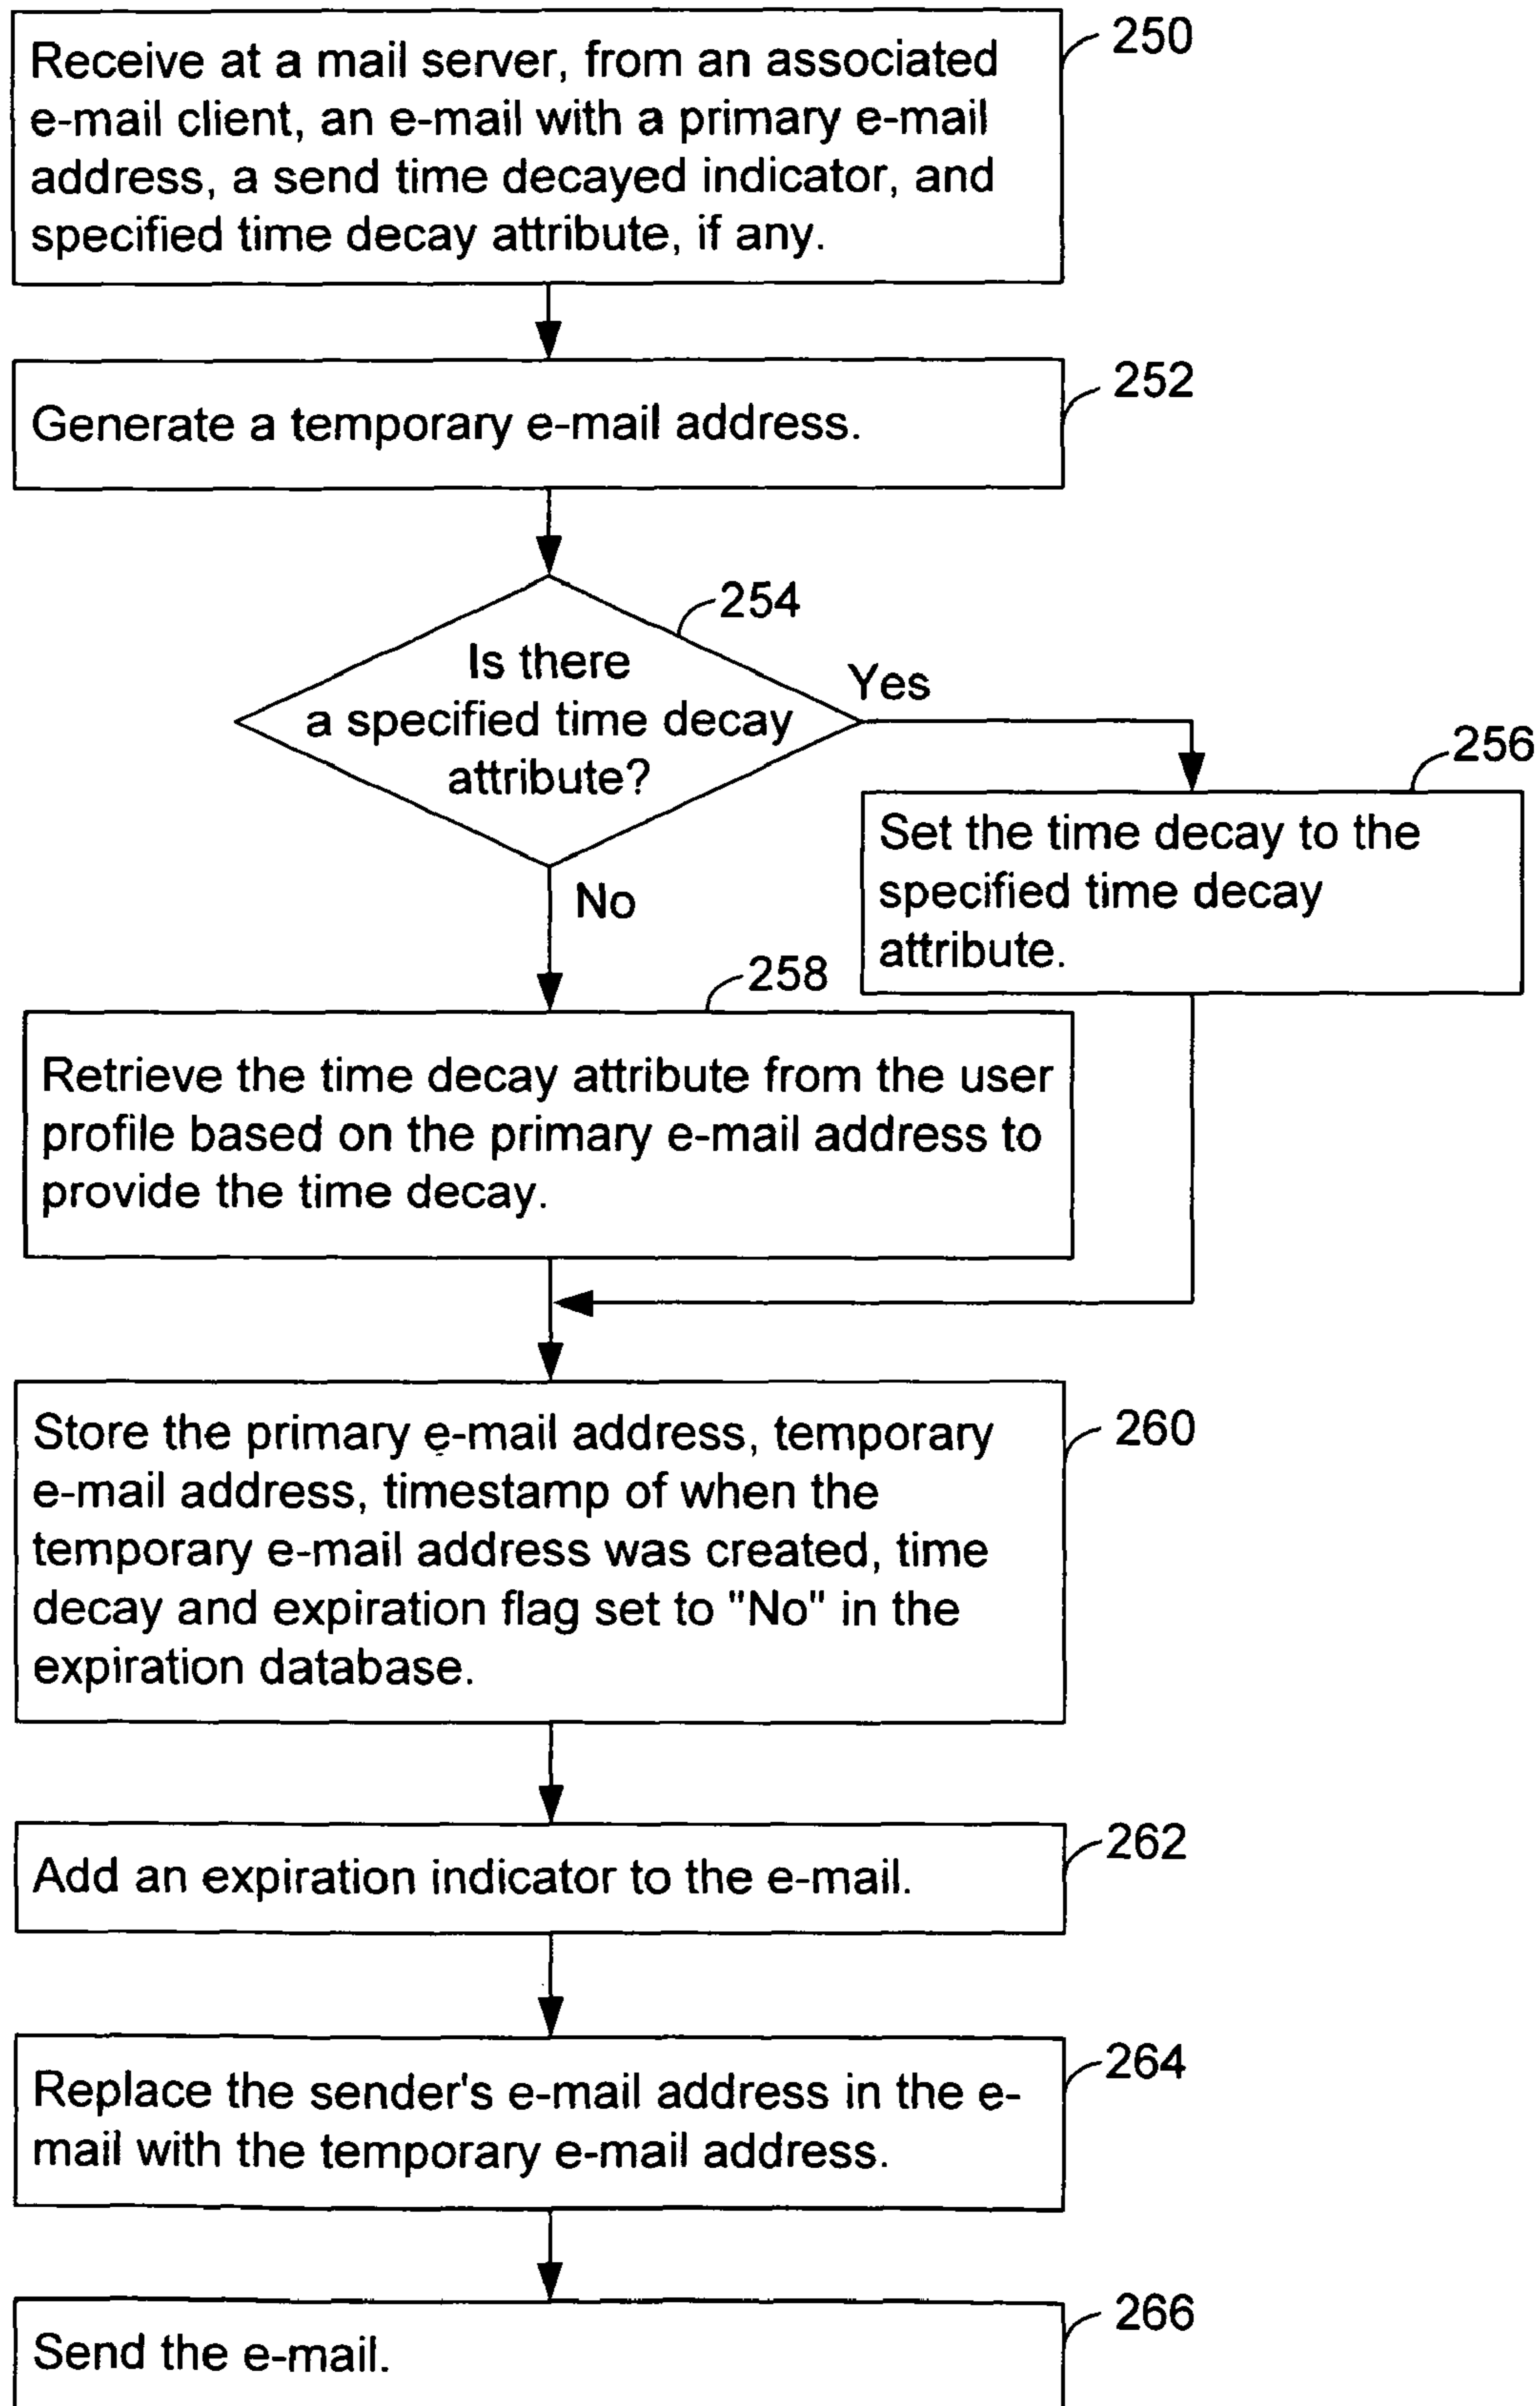 250
Receive at a mail server, from an associated
e-mail client, an e-mail with a primary e-mail
address, a send time decayed indicator, and
specified time decay attribute, if any.
252
Generate a temporary e-mail address.
254
Is there
a specified time decay
attribute?
Yes
No
256
Set the time decay to the
specified time decay
attribute.
258
Retrieve the time decay attribute from the user
profile based on the primary e-mail address to
provide the time decay.
260
Store the primary e-mail address, temporary
e-mail address, timestamp of when the
temporary e-mail address was created, time
decay and expiration flag set to "No" in the
expiration database.
262
Add an expiration indicator to the e-mail.
264
Replace the sender's e-mail address in the e-
mail with the temporary e-mail address.
266
Send the e-mail.